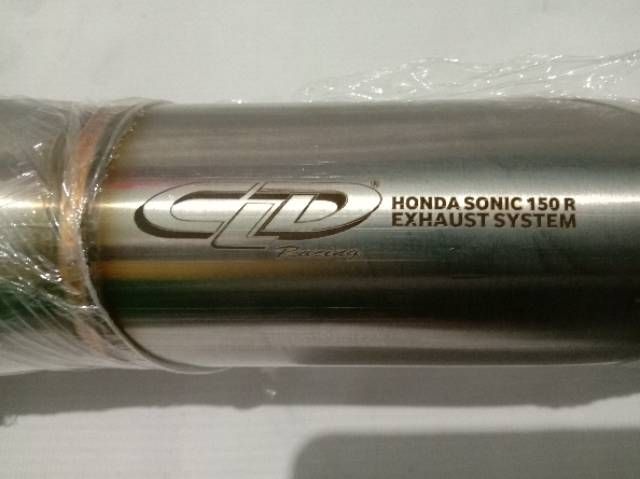 CLD®
Racing
HONDA SONIC 150 R
EXHAUST SYSTEM